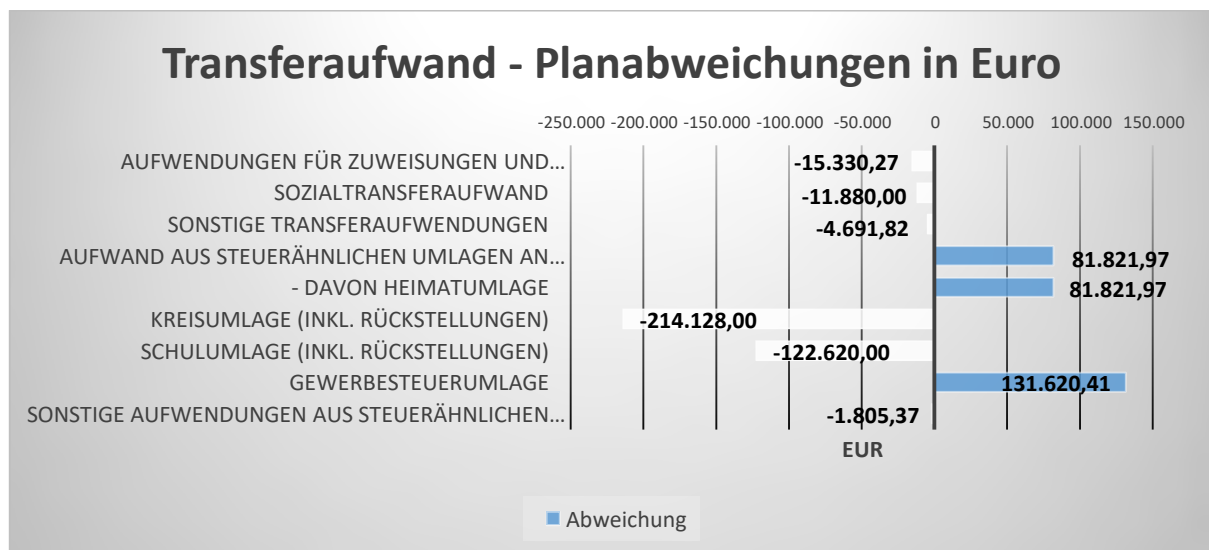 Transferaufwand - Planabweichungen in Euro
-250.000 -200.000 -150.000 -100.000 -50.000 0 50.000 100.000 150.000
AUFWENDUNGEN FÜR ZUWEISUNGEN UND... -15.330,27
SOZIALTRANSFERAUFWAND -11.880,00
SONSTIGE TRANSFERAUFWENDUNGEN -4.691,82
AUFWAND AUS STEUERÄHNLICHEN UMLAGEN AN... 81.821,97
- DAVON HEIMATUMLAGE 81.821,97
KREISUMLAGE (INKL. RÜCKSTELLUNGEN) -214.128,00
SCHULUMLAGE (INKL. RÜCKSTELLUNGEN) -122.620,00
GEWERBESTEUERUMLAGE 131.620,41
SONSTIGE AUFWENDUNGEN AUS STEUERÄHNLICHEN... -1.805,37
EUR
Abweichung